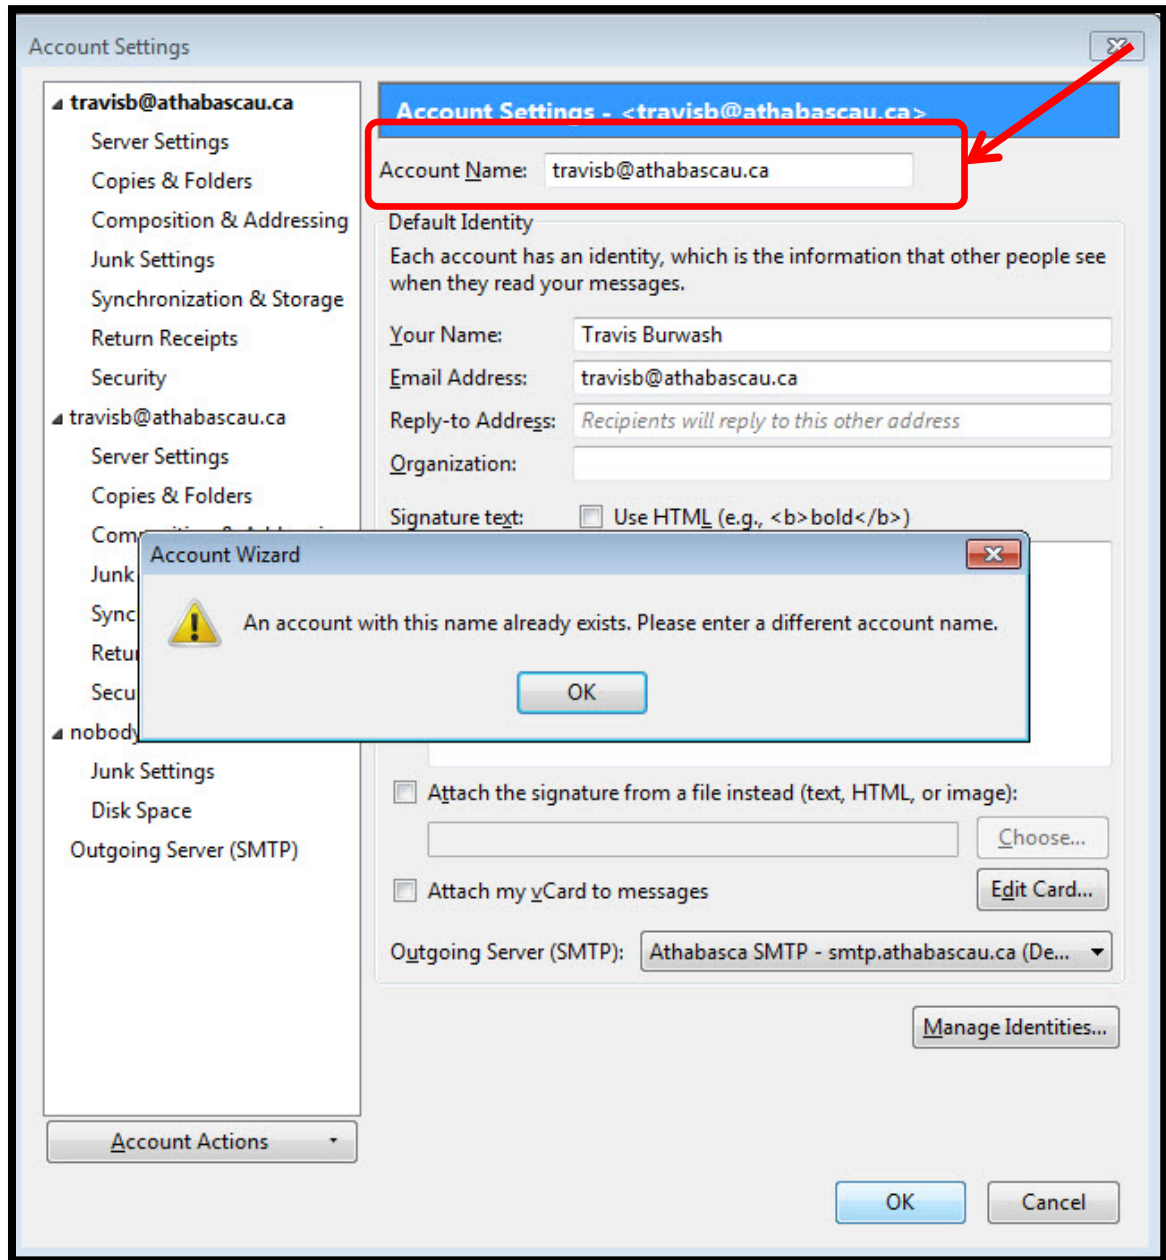 Account Settings
travisb@athabascau.ca
Server Settings
Copies & Folders
Composition & Addressing
Junk Settings
Synchronization & Storage
Return Receipts
Security
travisb@athabascau.ca
Server Settings
Copies & Folders
Junk
Sync
Retu
Secu
nobody
Junk Settings
Disk Space
Outgoing Server (SMTP)
Account Actions
Account Settings - <travisb@athabascau.ca>
Account Name: travisb@athabascau.ca
Default Identity
Each account has an identity, which is the information that other people see
when they read your messages.
Your Name: Travis Burwash
Email Address: travisb@athabascau.ca
Reply-to Address: Recipients will reply to this other address
Organization:
Signature text: Use HTML (e.g., <b>bold</b>)
Account Wizard
An account with this name already exists. Please enter a different account name.
OK
Attach the signature from a file instead (text, HTML, or image):
Choose...
Attach my vCard to messages
Edit Card...
Outgoing Server (SMTP): Athabasca SMTP - smtp.athabascau.ca (De...
Manage Identities...
OK
Cancel